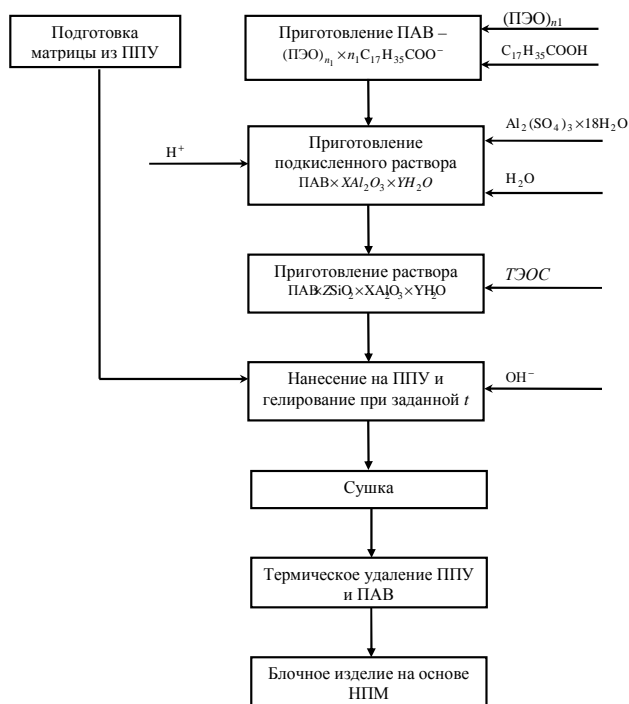 Подготовка
матрицы из ППУ
Приготовление ПАВ –
(ПЭО)n₁ × n₁C₁₇H₃₅COO⁻
(ПЭО)n1
C₁₇H₃₅COOH
H⁺
Приготовление
подкисленного раствора
ПАВ × XAl₂O₃ × YH₂O
Al₂(SO₄)₃ × 18H₂O
H₂O
Приготовление раствора
ПАВ×ZSiO₂ × XAl₂O₃ × YH₂O
ТЭОС
Нанесение на ППУ и
гелирование при заданной t
OH⁻
Сушка
Термическое удаление ППУ
и ПАВ
Блочное изделие на основе
НПМ